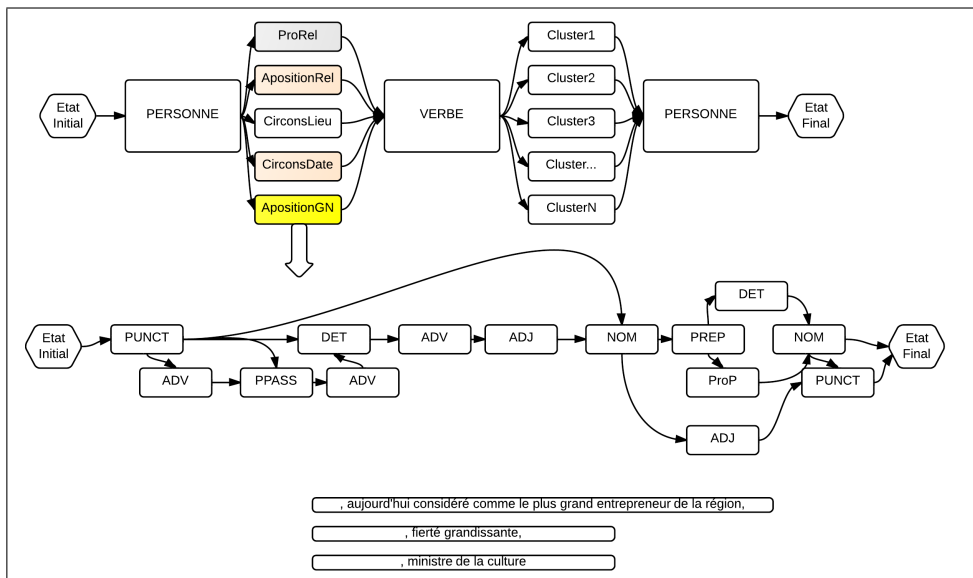 ProRel
Cluster1
ApositionRel
Cluster2
Etat
Initial
PERSONNE
CirconsLieu
VERBE
Cluster3
PERSONNE
Etat
Final
CirconsDate
Cluster...
ApositionGN
ClusterN
DET
Etat
Initial
PUNCT
DET
ADV
ADJ
NOM
PREP
NOM
Etat
Final
ADV
PPASS
ADV
ProP
PUNCT
ADJ
, aujourd'hui considéré comme le plus grand entrepreneur de la région,
, fierté grandissante,
, ministre de la culture